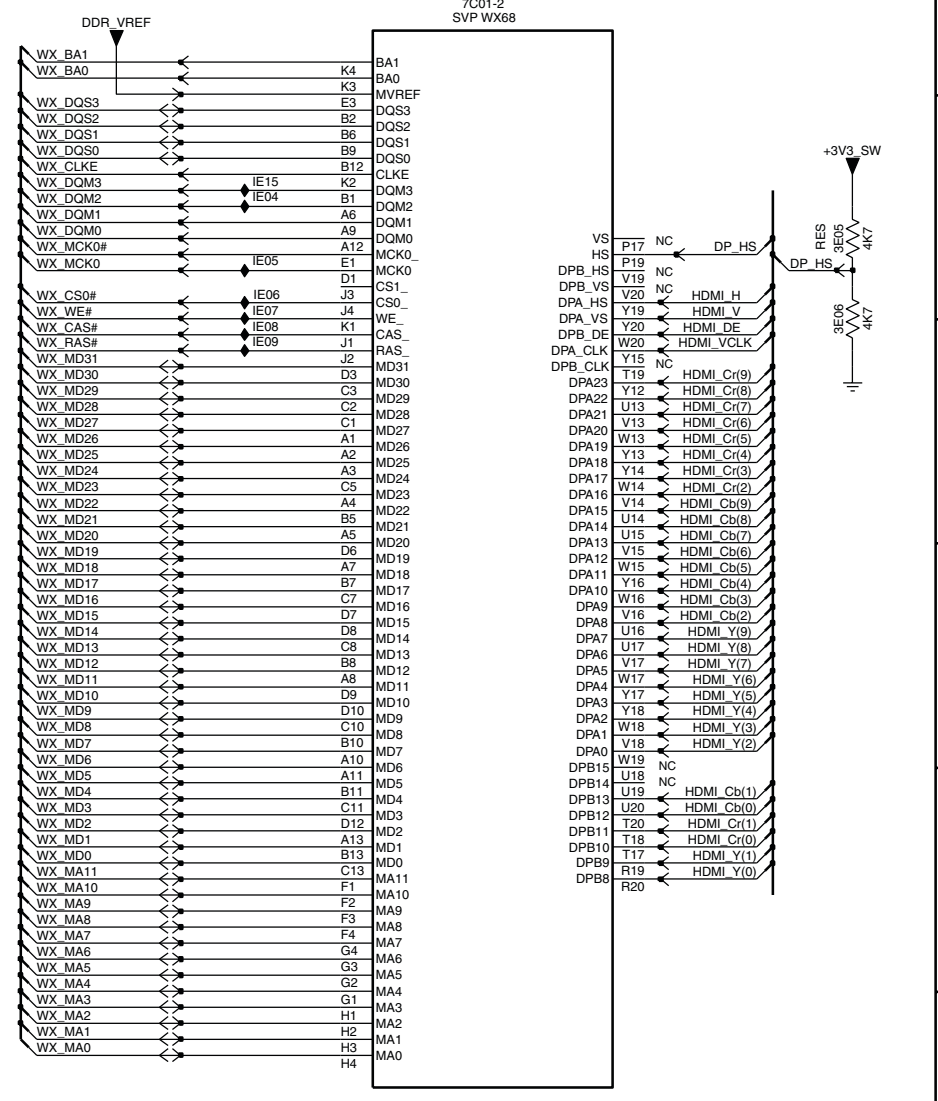 7C01-2
SVP WX68
DDR_VREF
WX_BA1 BA1
WX_BA0 K4 BA0
K3 MVREF
WX_DQS3 E3 DQS3
WX_DQS2 B2 DQS2
WX_DQS1 B6 DQS1
WX_DQS0 B9 DQS0
WX_CLKE B12 CLKE
WX_DQM3 IE15 K2 DQM3
WX_DQM2 IE04 B1 DQM2
WX_DQM1 A6 DQM1
WX_DQM0 A9 DQM0
WX_MCK0# A12 MCK0_
WX_MCK0 IE05 E1 MCK0
D1 CS1_
WX_CS0# IE06 J3 CS0_
WX_WE# IE07 J4 WE_
WX_CAS# IE08 K1 CAS_
WX_RAS# IE09 J1 RAS_
WX_MD31 J2 MD31
WX_MD30 D3 MD30
WX_MD29 C3 MD29
WX_MD28 C2 MD28
WX_MD27 C1 MD27
WX_MD26 A1 MD26
WX_MD25 A2 MD25
WX_MD24 A3 MD24
WX_MD23 C5 MD23
WX_MD22 A4 MD22
WX_MD21 B5 MD21
WX_MD20 A5 MD20
WX_MD19 D6 MD19
WX_MD18 A7 MD18
WX_MD17 B7 MD17
WX_MD16 C7 MD16
WX_MD15 D7 MD15
WX_MD14 D8 MD14
WX_MD13 C8 MD13
WX_MD12 B8 MD12
WX_MD11 A8 MD11
WX_MD10 D9 MD10
WX_MD9 D10 MD9
WX_MD8 C10 MD8
WX_MD7 B10 MD7
WX_MD6 A10 MD6
WX_MD5 A11 MD5
WX_MD4 B11 MD4
WX_MD3 C11 MD3
WX_MD2 D12 MD2
WX_MD1 A13 MD1
WX_MD0 B13 MD0
WX_MA11 C13 MA11
WX_MA10 F1 MA10
WX_MA9 F2 MA9
WX_MA8 F3 MA8
WX_MA7 F4 MA7
WX_MA6 G4 MA6
WX_MA5 G3 MA5
WX_MA4 G2 MA4
WX_MA3 G1 MA3
WX_MA2 H1 MA2
WX_MA1 H2 MA1
WX_MA0 H3 MA0
H4
VS NC
HS P17 DP_HS
DPB_HS P19 NC
DPB_VS V19 NC
DPA_HS V20 HDMI_H
DPA_VS Y19 HDMI_V
DPB_DE Y20 HDMI_DE
DPA_CLK W20 HDMI_VCLK
DPB_CLK Y15 NC
DPA23 T19 HDMI_Cr(9)
DPA22 Y12 HDMI_Cr(8)
DPA21 U13 HDMI_Cr(7)
DPA20 V13 HDMI_Cr(6)
DPA19 W13 HDMI_Cr(5)
DPA18 Y13 HDMI_Cr(4)
DPA17 Y14 HDMI_Cr(3)
DPA16 W14 HDMI_Cr(2)
DPA15 V14 HDMI_Cb(9)
DPA14 U14 HDMI_Cb(8)
DPA13 U15 HDMI_Cb(7)
DPA12 V15 HDMI_Cb(6)
DPA11 W15 HDMI_Cb(5)
DPA10 Y16 HDMI_Cb(4)
DPA9 W16 HDMI_Cb(3)
DPA8 V16 HDMI_Cb(2)
DPA7 U16 HDMI_Y(9)
DPA6 U17 HDMI_Y(8)
DPA5 V17 HDMI_Y(7)
DPA4 W17 HDMI_Y(6)
DPA3 Y17 HDMI_Y(5)
DPA2 Y18 HDMI_Y(4)
DPA1 W18 HDMI_Y(3)
DPA0 V18 HDMI_Y(2)
DPB15 W19 NC
DPB14 U18 NC
DPB13 U19 HDMI_Cb(1)
DPB12 U20 HDMI_Cb(0)
DPB11 T20 HDMI_Cr(1)
DPB10 T18 HDMI_Cr(0)
DPB9 T17 HDMI_Y(1)
DPB8 R19 HDMI_Y(0)
R20
+3V3_SW
RES
3E05
4K7
DP_HS
3E06
4K7